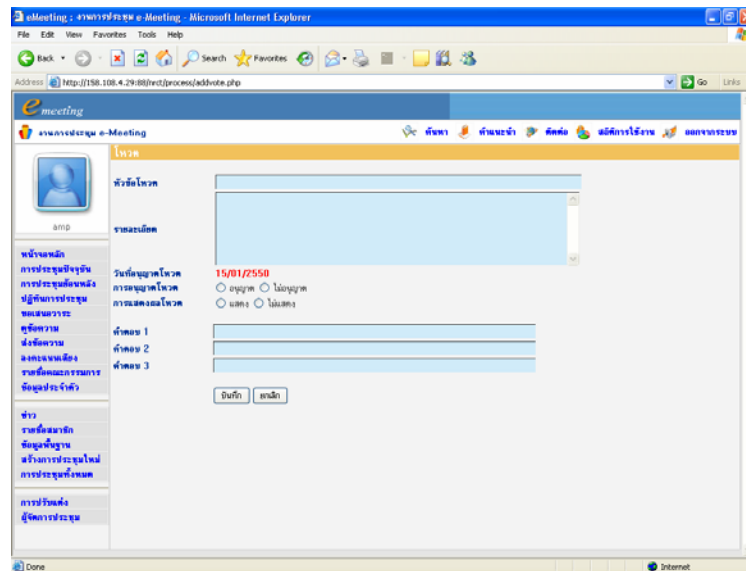 eMeeting : งานการประชุม e-Meeting - Microsoft Internet Explorer
File Edit View Favorites Tools Help
Back Search Favorites
Address http://158.108.4.29:88/rect/process/addvote.php Go Links
emeeting
งานการประชุม e-Meeting ค้นหา คำแนะนำ ติดต่อ สถิติการใช้งาน ออกจากระบบ
โหวต
หัวข้อโหวต
amp
รายละเอียด
หน้าจอหลัก
การประชุมปัจจุบัน
การประชุมย้อนหลัง
ปฏิทินการประชุม
ขอเสนอวาระ
ดูข้อความ
ส่งข้อความ
ลงคะแนนเสียง
รายชื่อคณะกรรมการ
ข้อมูลประจำตัว
ข่าว
รายชื่อสมาชิก
ข้อมูลพื้นฐาน
สร้างการประชุมใหม่
การประชุมทั้งหมด
การปรับแต่ง
ผู้จัดการประชุม
วันที่อนุญาตโหวต 15/01/2550
การอนุญาตโหวต อนุญาต ไม่อนุญาต
การแสดงผลโหวต แสดง ไม่แสดง
คำตอบ 1
คำตอบ 2
คำตอบ 3
บันทึก ยกเลิก
Done Internet